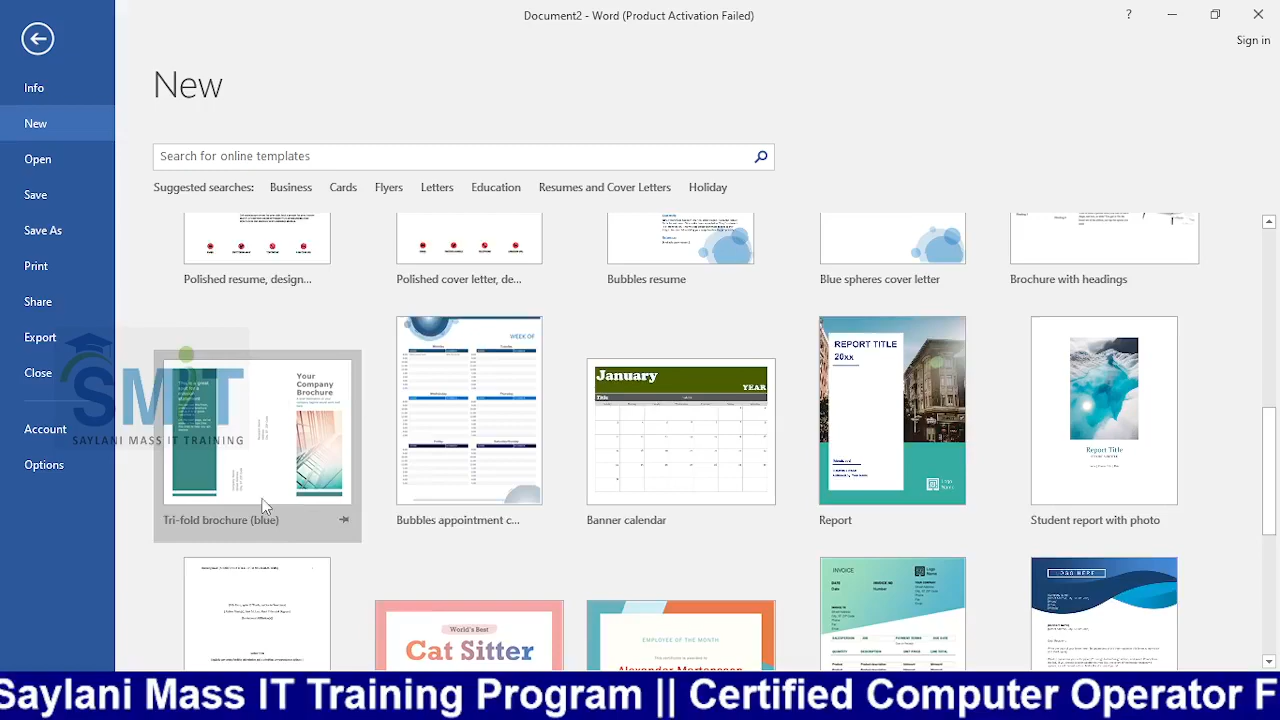 Document2 - Word (Product Activation Failed)
?
Sign in
Info
New
Open
Save
Save As
Print
Share
Export
Close
Account
Options
New
Search for online templates
Suggested searches: Business Cards Flyers Letters Education Resumes and Cover Letters Holiday
Polished resume, design...
Polished cover letter, de...
Bubbles resume
Blue spheres cover letter
Brochure with headings
Your
Company
Brochure
Tri-fold brochure (blue)
WEEK OF
Bubbles appointment c...
January
YEAR
Banner calendar
REPORT TITLE
20xx
Report
Report Title
Student report with photo
SMIT
SAYLANI MASS IT TRAINING
World's Best
Cat Sitter
EMPLOYEE OF THE MONTH
INVOICE
LOGO HERE
Saylani Mass IT Training Program || Certified Computer Operator F